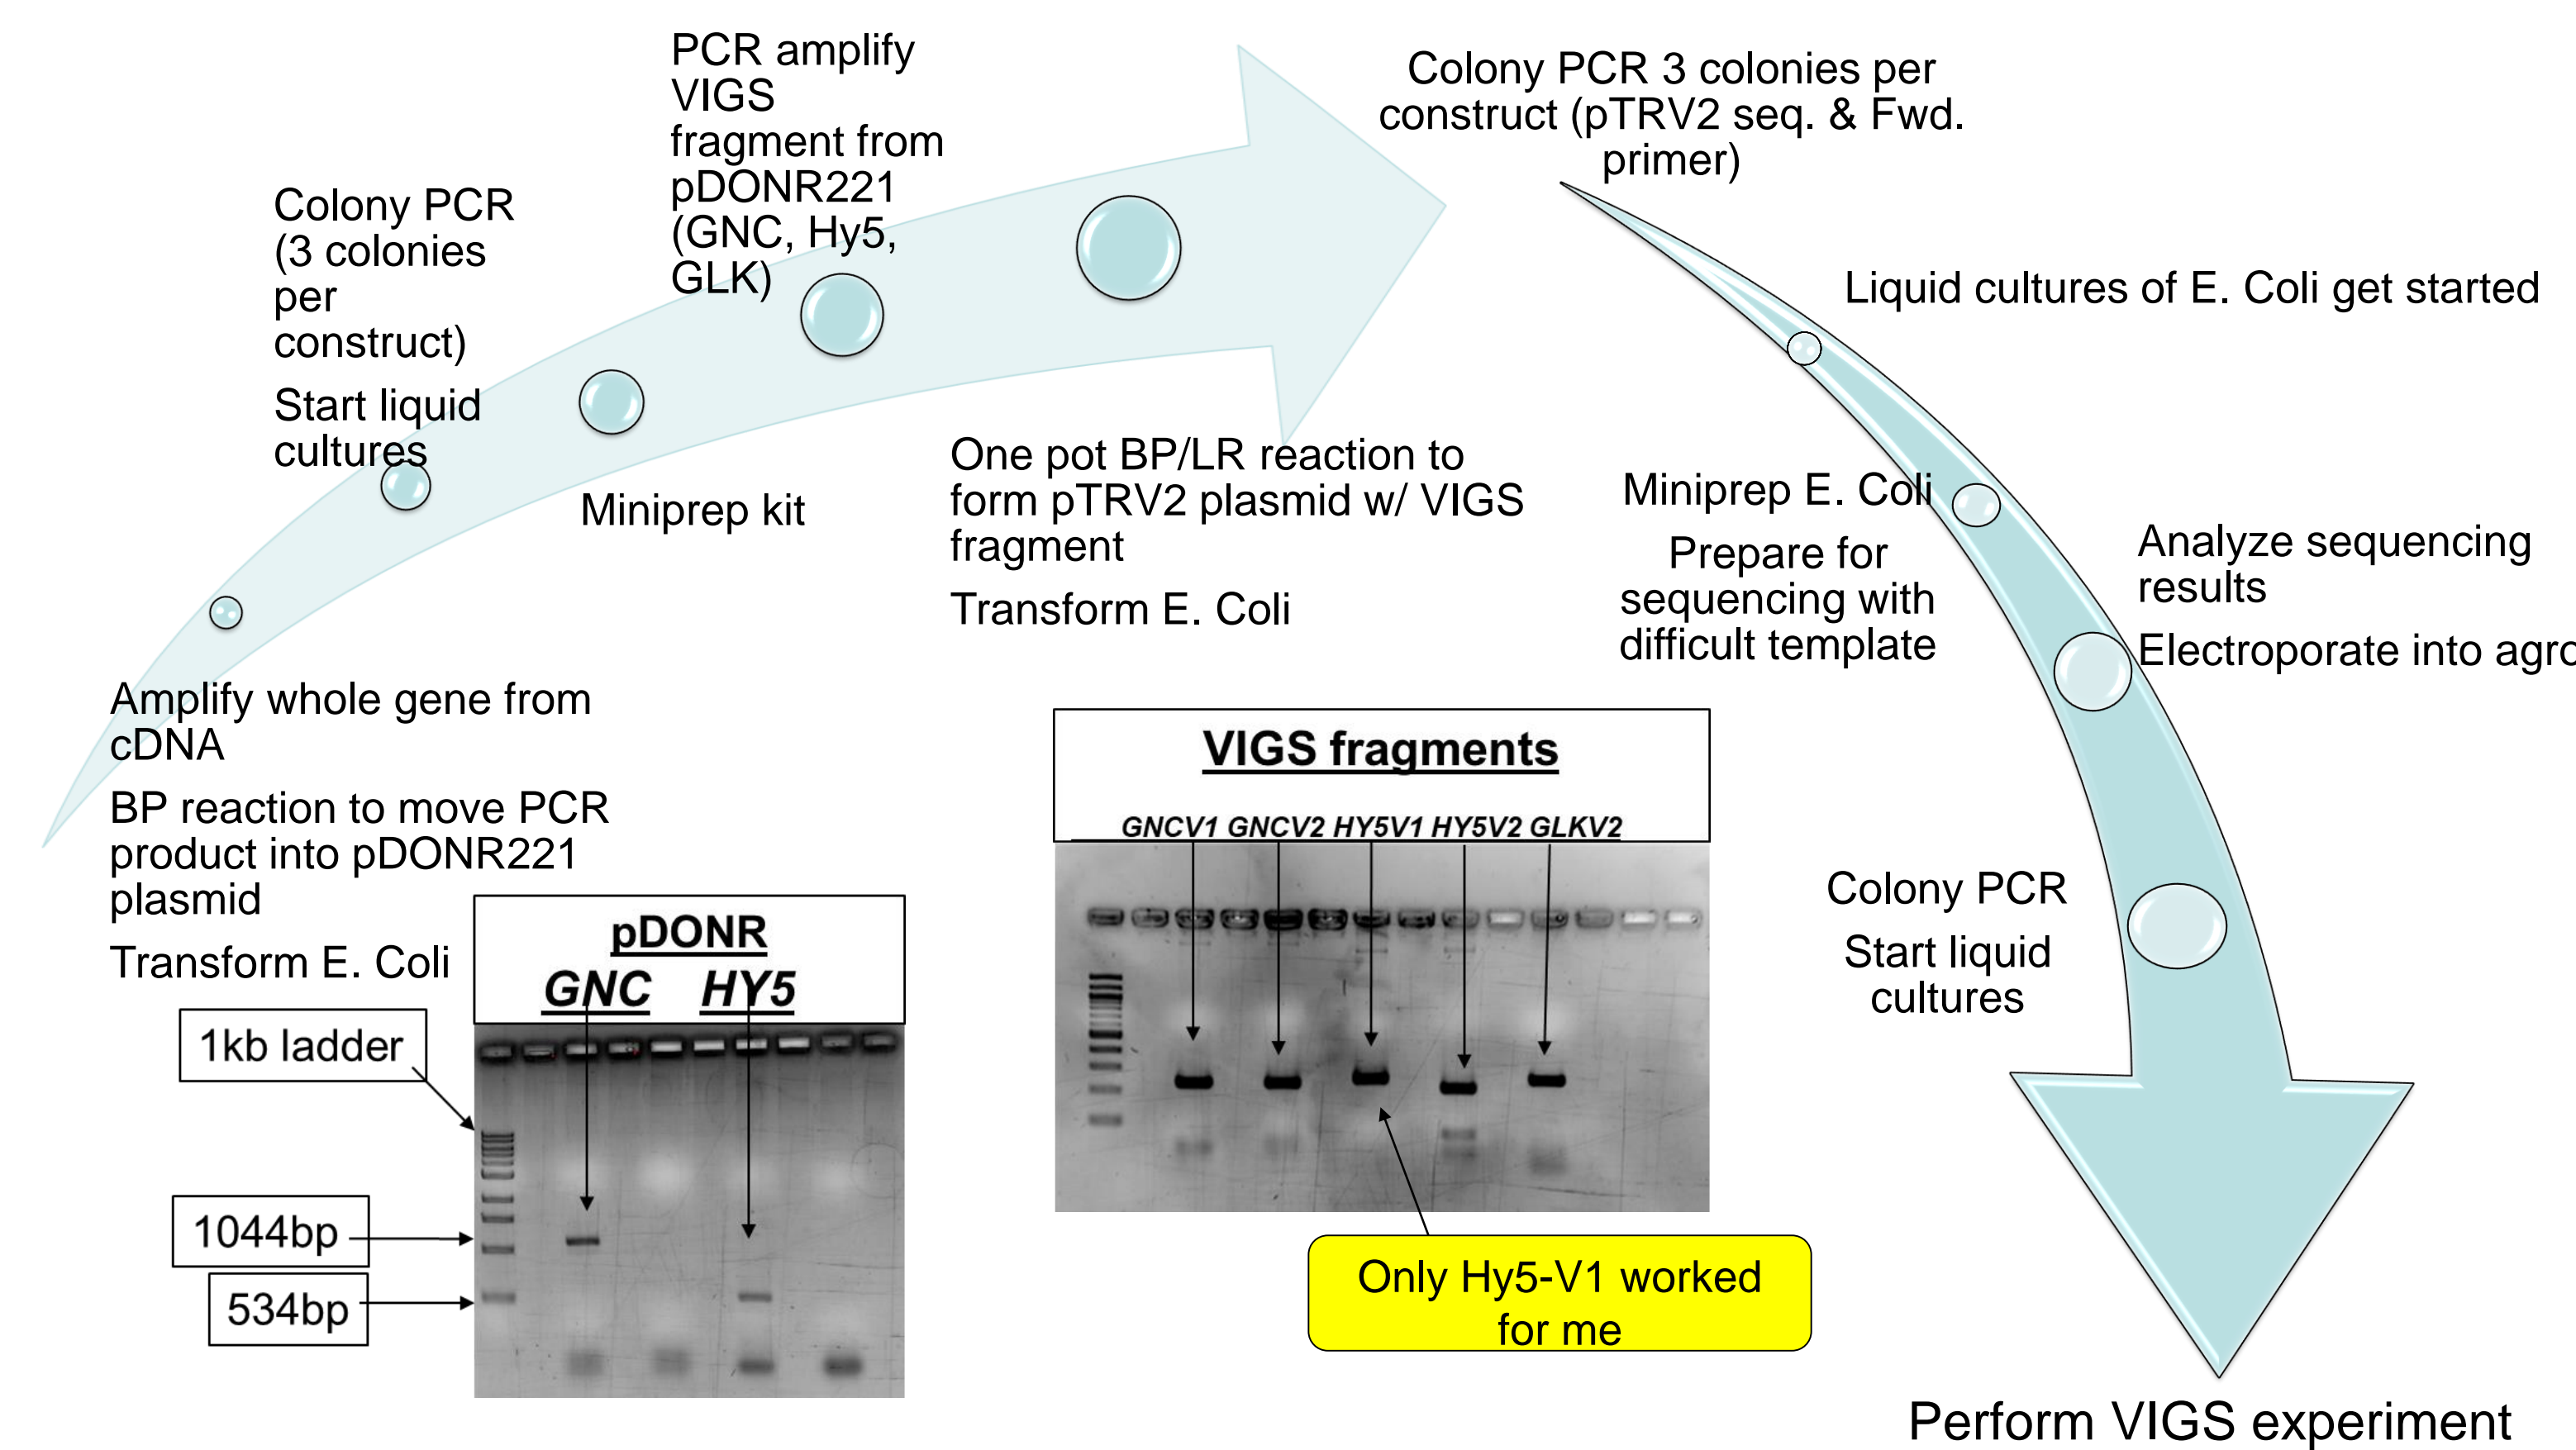 PCR amplify
VIGS
fragment from
pDONR221
(GNC, Hy5,
GLK)
Colony PCR 3 colonies per
construct (pTRV2 seq. & Fwd.
primer)
Colony PCR
(3 colonies
per
construct)
Start liquid
cultures
Liquid cultures of E. Coli get started
Miniprep kit
One pot BP/LR reaction to
form pTRV2 plasmid w/ VIGS
fragment
Transform E. Coli
Miniprep E. Coli
Prepare for
sequencing with
difficult template
Analyze sequencing
results
Electroporate into agro
Amplify whole gene from
cDNA
BP reaction to move PCR
product into pDONR221
plasmid
Transform E. Coli
VIGS fragments
GNCV1 GNCV2 HY5V1 HY5V2 GLKV2
pDONR
GNC HY5
1kb ladder
1044bp
534bp
Colony PCR
Start liquid
cultures
Only Hy5-V1 worked
for me
Perform VIGS experiment